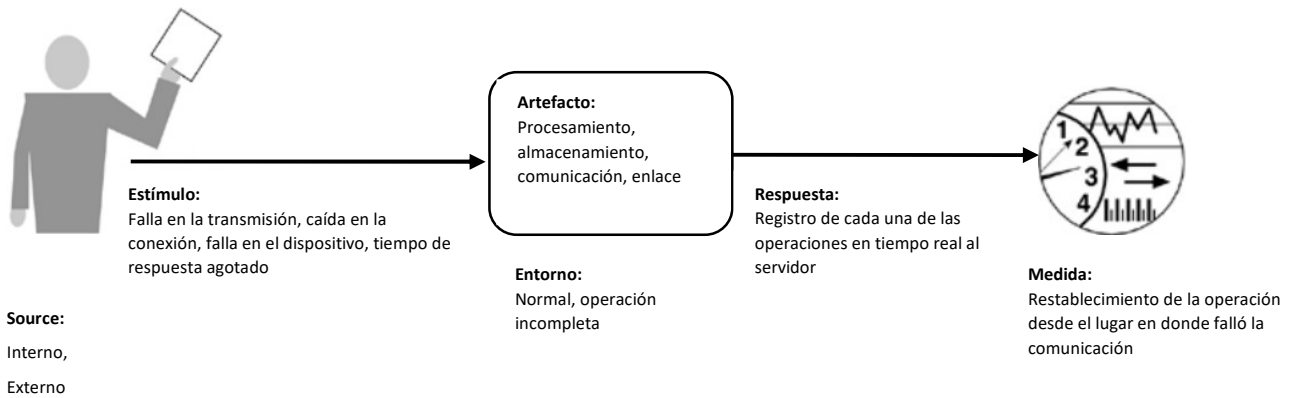 Source:
Interno,
Externo
Estímulo:
Falla en la transmisión, caída en la
conexión, falla en el dispositivo, tiempo de
respuesta agotado
Artefacto:
Procesamiento,
almacenamiento,
comunicación, enlace
Entorno:
Normal, operación
incompleta
Respuesta:
Registro de cada una de las
operaciones en tiempo real al
servidor
1
2
3
4
Medida:
Restablecimiento de la operación
desde el lugar en donde falló la
comunicación